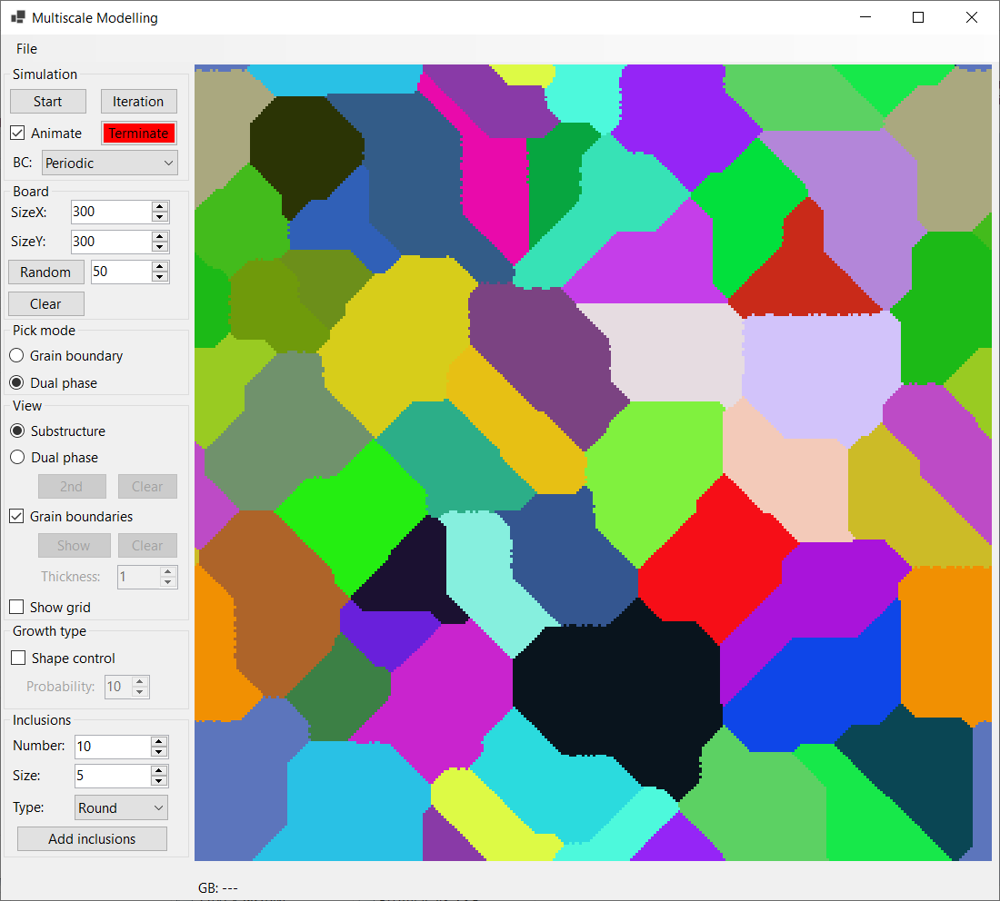 Multiscale Modelling
File
Simulation
Start Iteration
Animate Terminate
BC: Periodic
Board
SizeX: 300
SizeY: 300
Random 50
Clear
Pick mode
Grain boundary
Dual phase
View
Substructure
Dual phase
2nd Clear
Grain boundaries
Show Clear
Thickness: 1
Show grid
Growth type
Shape control
Probability: 10
Inclusions
Number: 10
Size: 5
Type: Round
Add inclusions
GB: ---